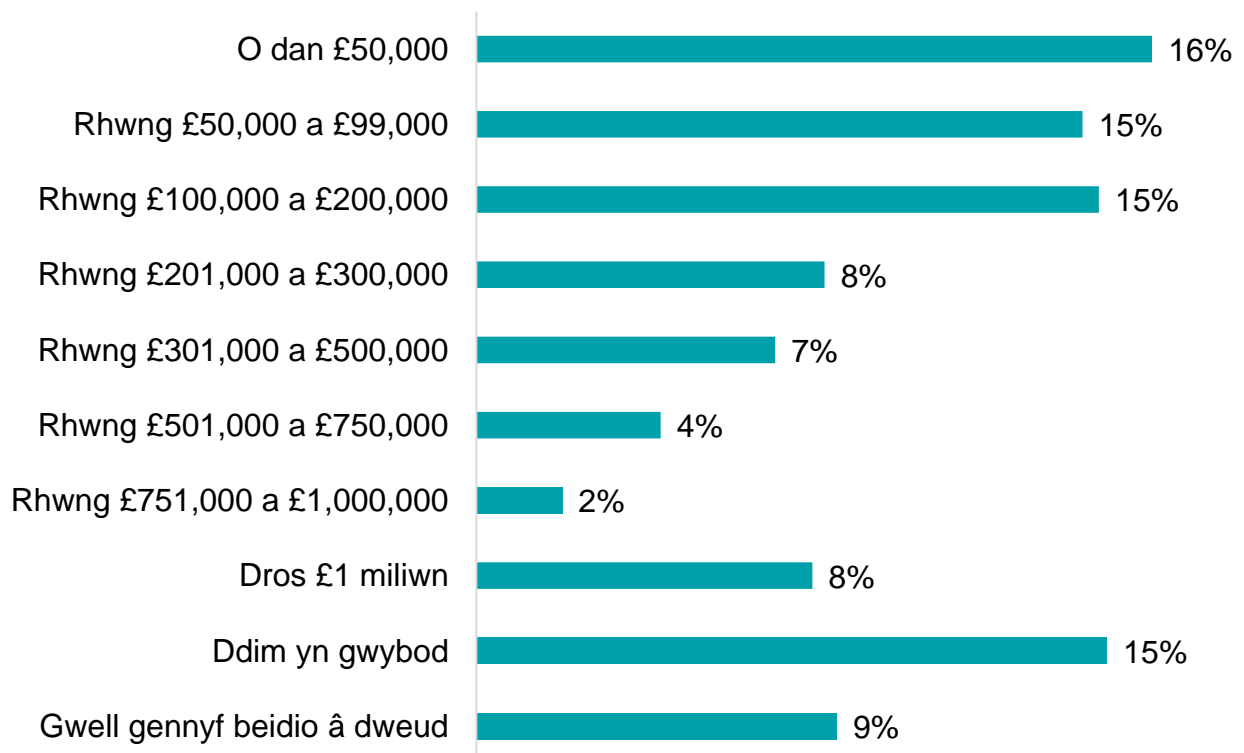 O dan £50,000 16%
Rhwng £50,000 a £99,000 15%
Rhwng £100,000 a £200,000 15%
Rhwng £201,000 a £300,000 8%
Rhwng £301,000 a £500,000 7%
Rhwng £501,000 a £750,000 4%
Rhwng £751,000 a £1,000,000 2%
Dros £1 miliwn 8%
Ddim yn gwybod 15%
Gwell gennyf beidio â dweud 9%